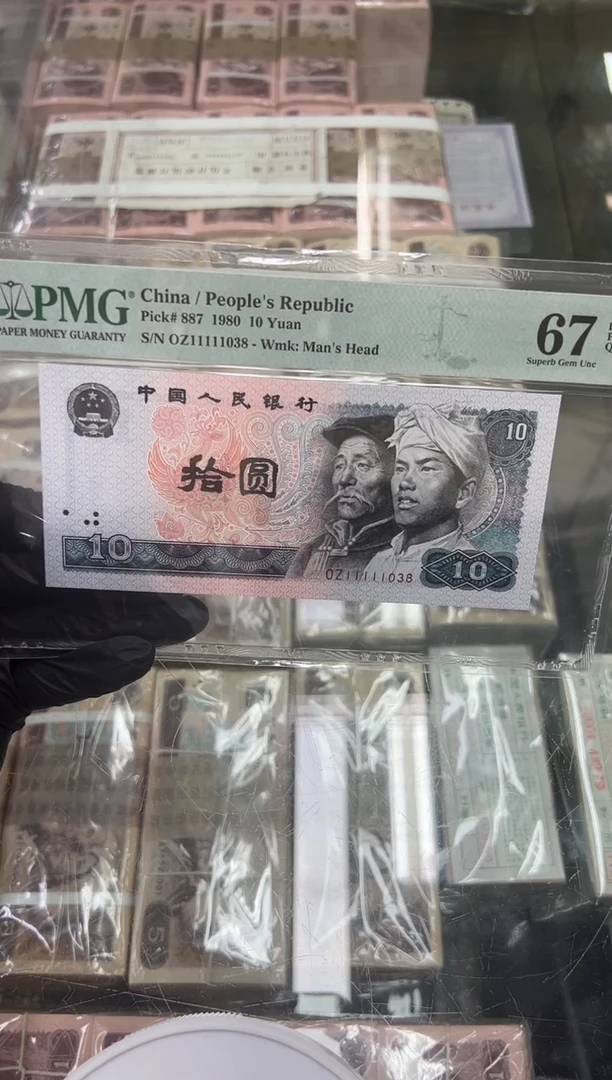 PMG®
PAPER MONEY GUARANTY
China / People's Republic
Pick# 887 1980 10 Yuan
S/N OZ11111038 - Wmk: Man's Head
67
Superb Gem Unc
中国人民银行
10
拾圆
10
OZ11111038
10
5